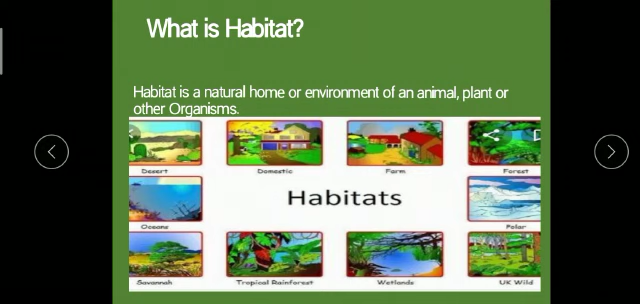 What is Habitat?
Habitat is a natural home or environment of an animal, plant or
other Organisms.
Desert Domestic Farm Forest
Habitats
Oceans Polar
Savannah Tropical Rainforest Wetlands UK Wild